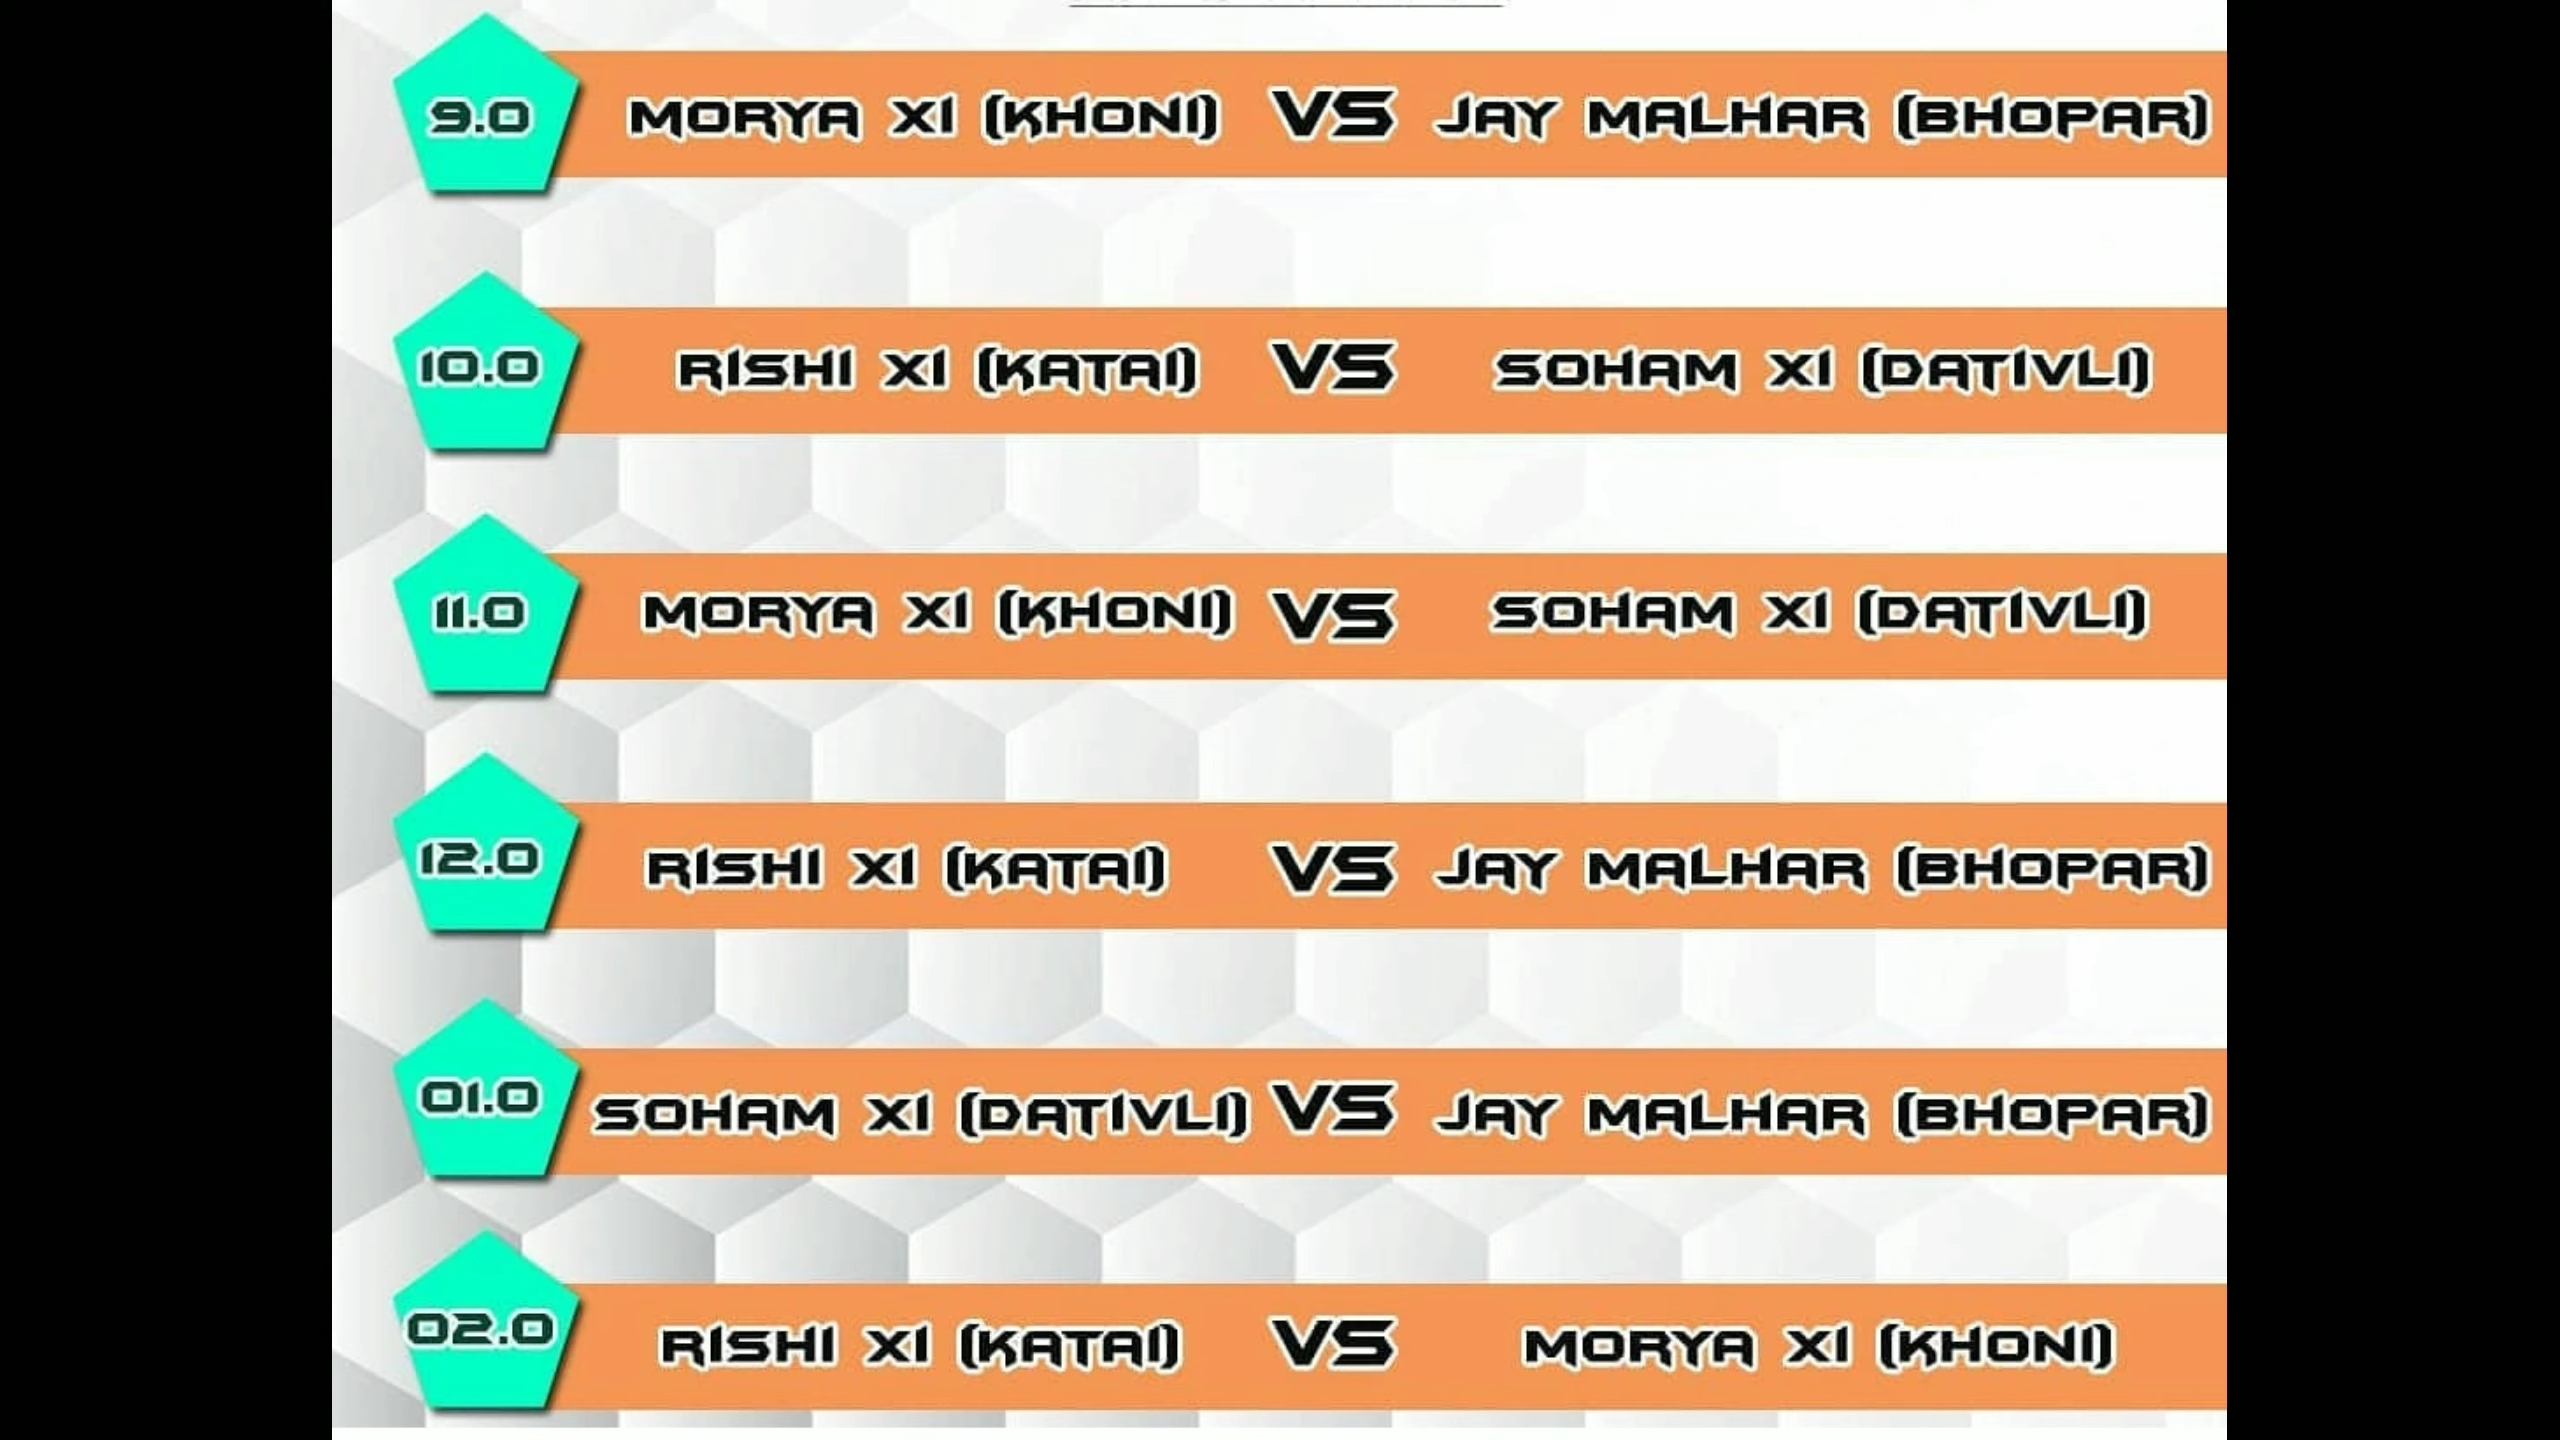 9.0 MORYA XI (KHONI) VS JAY MALHAR (BHOPAR)
10.0 RISHI XI (KATAI) VS SOHAM XI (DATIVLI)
11.0 MORYA XI (KHONI) VS SOHAM XI (DATIVLI)
12.0 RISHI XI (KATAI) VS JAY MALHAR (BHOPAR)
01.0 SOHAM XI (DATIVLI) VS JAY MALHAR (BHOPAR)
02.0 RISHI XI (KATAI) VS MORYA XI (KHONI)